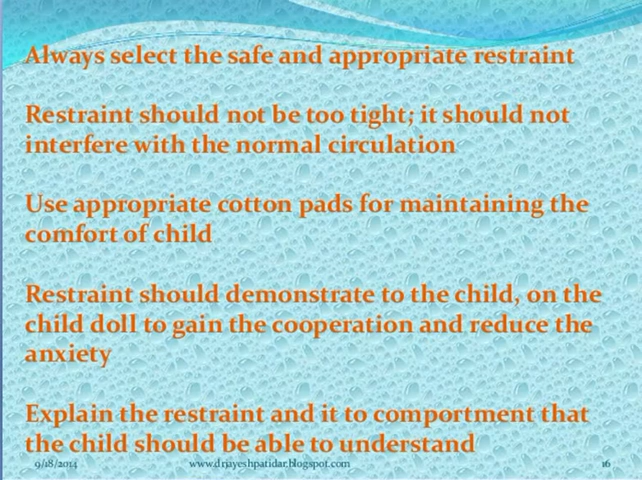 Always select the safe and appropriate restraint
Restraint should not be too tight; it should not
interfere with the normal circulation
Use appropriate cotton pads for maintaining the
comfort of child
Restraint should demonstrate to the child, on the
child doll to gain the cooperation and reduce the
anxiety
Explain the restraint and it to comportment that
the child should be able to understand
9/18/2014 www.drjayeshpatidar.blogspot.com 16